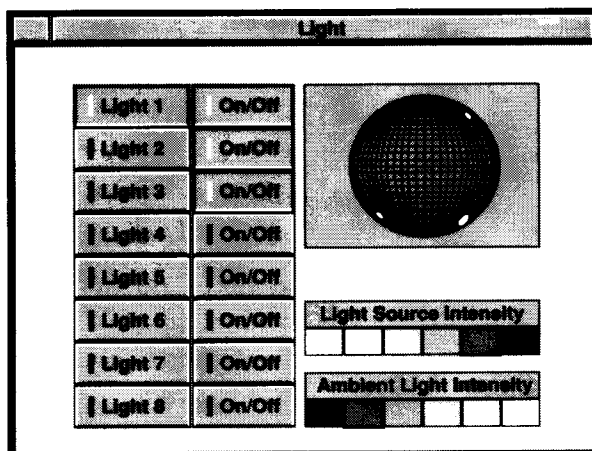 Light
Light 1 On/Off
Light 2 On/Off
Light 3 On/Off
Light 4 On/Off
Light 5 On/Off
Light 6 On/Off
Light 7 On/Off
Light 8 On/Off
Light Source Intensity
Ambient Light Intensity